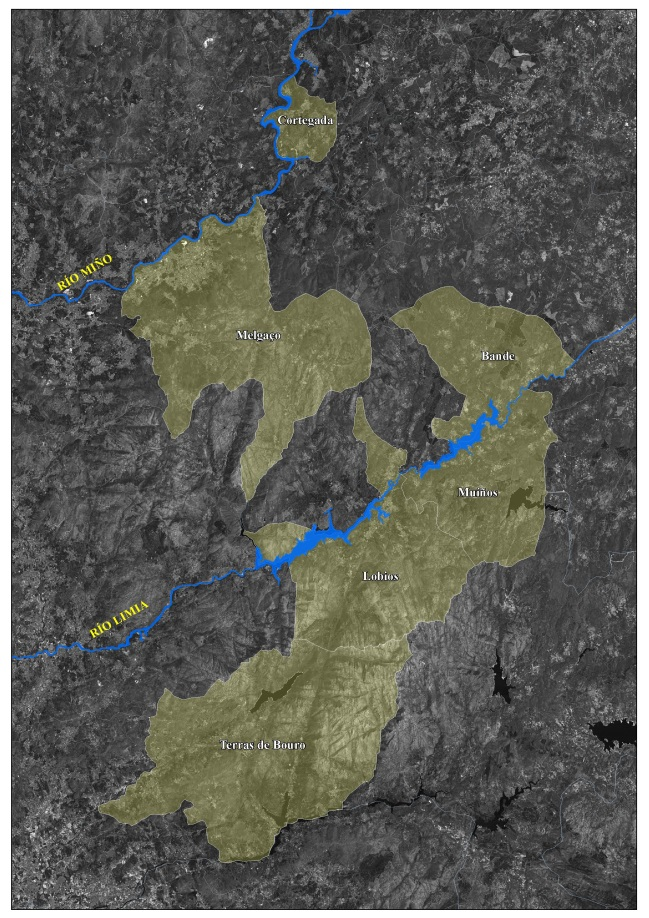 Cortegada
RÍO MIÑO
Melgaço
Bande
Muíños
Lobios
RÍO LIMIA
Terras de Bouro